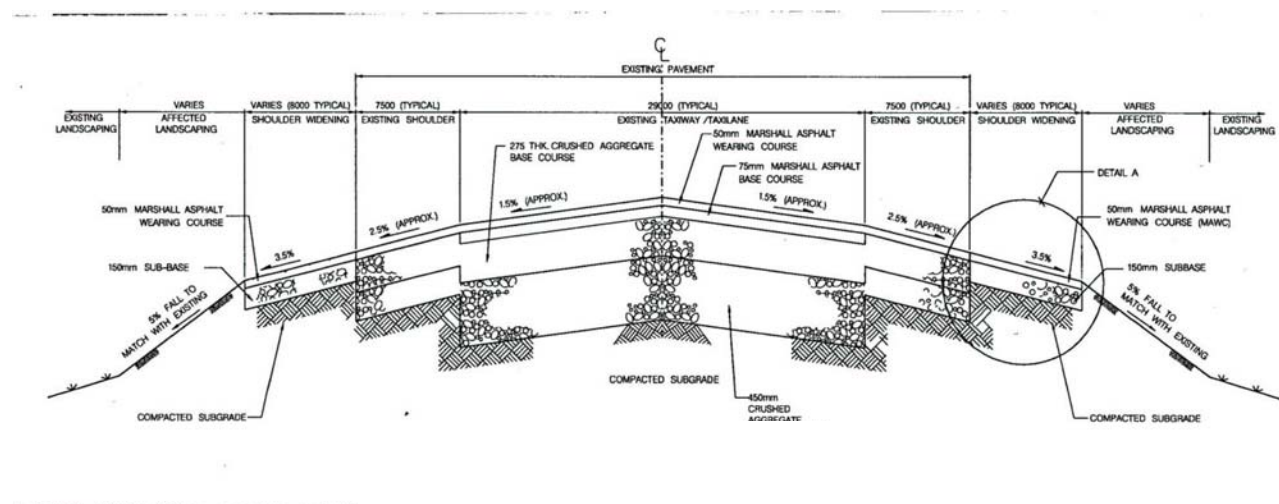 ℄
EXISTING PAVEMENT
VARIES
VARIES (8000 TYPICAL)
7500 (TYPICAL)
29000 (TYPICAL)
7500 (TYPICAL)
VARIES (8000 TYPICAL)
VARIES
EXISTING
LANDSCAPING
AFFECTED
LANDSCAPING
SHOULDER WIDENING
EXISTING SHOULDER
EXISTING TAXIWAY/TAXILANE
EXISTING SHOULDER
SHOULDER WIDENING
AFFECTED
LANDSCAPING
EXISTING
LANDSCAPING
275 THK. CRUSHED AGGREGATE
BASE COURSE
50mm MARSHALL ASPHALT
WEARING COURSE
75mm MARSHALL ASPHALT
BASE COURSE
DETAIL A
50mm MARSHALL ASPHALT
WEARING COURSE
3.5%
2.5% (APPROX.)
1.5% (APPROX.)
1.5% (APPROX.)
2.5% (APPROX.)
3.5%
50mm MARSHALL ASPHALT
WEARING COURSE (MAWC)
150mm SUB-BASE
150mm SUBBASE
5% FALL TO
MATCH WITH EXISTING
5% FALL TO
MATCH WITH EXISTING
COMPACTED SUBGRADE
COMPACTED SUBGRADE
450mm
CRUSHED
AGGREGATE
COMPACTED SUBGRADE